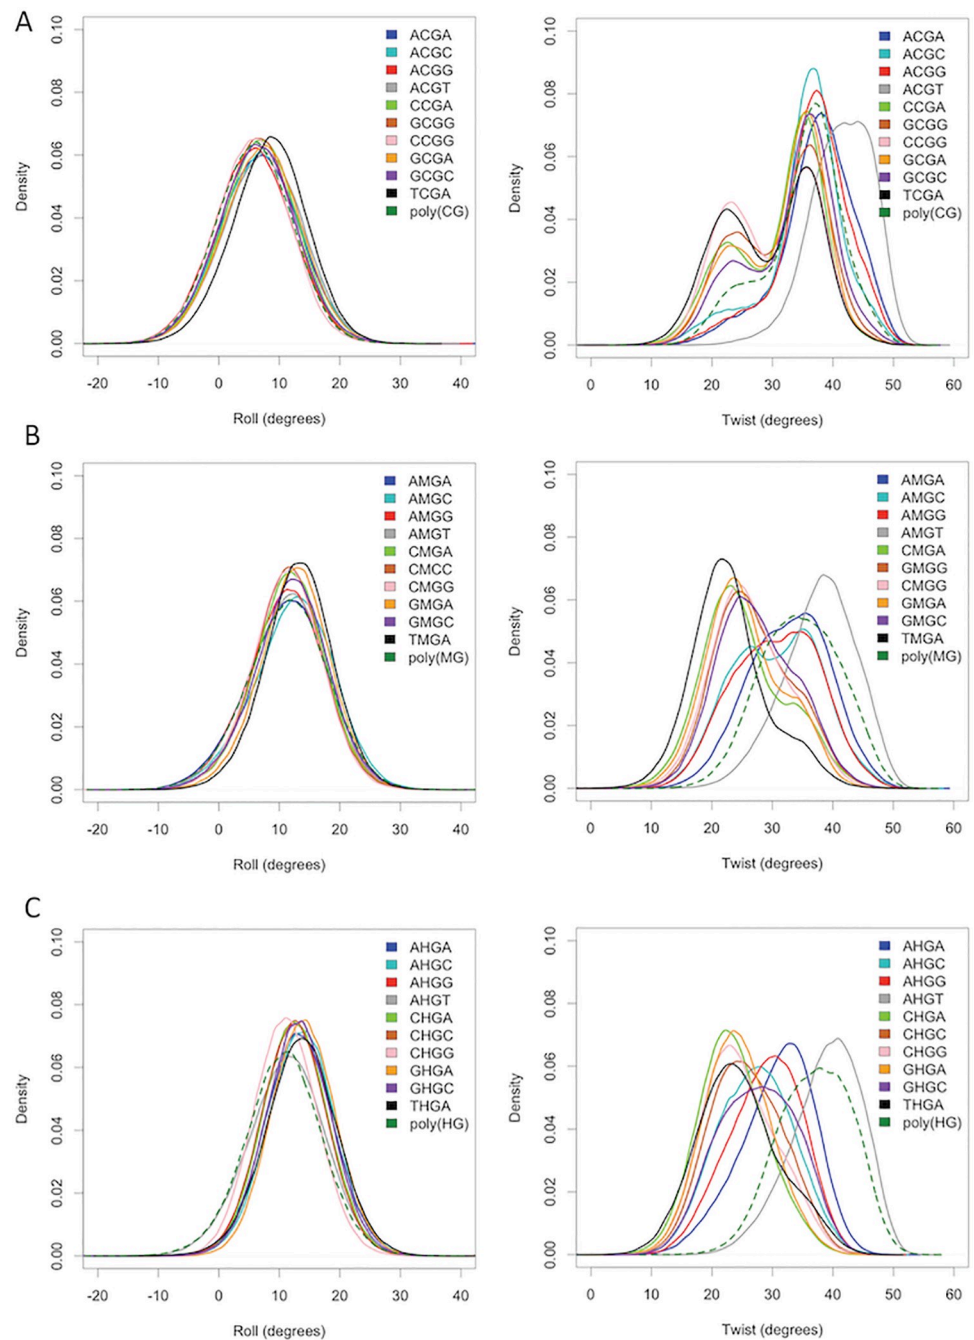 A
0.00 0.02 0.04 0.06 0.08 0.10
Density
ACGA
ACGC
ACGG
ACGT
CCGA
GCGG
CCGG
GCGA
GCGC
TCGA
poly(CG)
-20 -10 0 10 20 30 40
Roll (degrees)
0.00 0.02 0.04 0.06 0.08 0.10
Density
ACGA
ACGC
ACGG
ACGT
CCGA
GCGG
CCGG
GCGA
GCGC
TCGA
poly(CG)
0 10 20 30 40 50 60
Twist (degrees)
B
0.00 0.02 0.04 0.06 0.08 0.10
Density
AMGA
AMGC
AMGG
AMGT
CMGA
CMCC
CMGG
GMGA
GMGC
TMGA
poly(MG)
-20 -10 0 10 20 30 40
Roll (degrees)
0.00 0.02 0.04 0.06 0.08 0.10
Density
AMGA
AMGC
AMGG
AMGT
CMGA
GMGG
CMGG
GMGA
GMGC
TMGA
poly(MG)
0 10 20 30 40 50 60
Twist (degrees)
C
0.00 0.02 0.04 0.06 0.08 0.10
Density
AHGA
AHGC
AHGG
AHGT
CHGA
CHGC
CHGG
GHGA
GHGC
THGA
poly(HG)
-20 -10 0 10 20 30 40
Roll (degrees)
0.00 0.02 0.04 0.06 0.08 0.10
Density
AHGA
AHGC
AHGG
AHGT
CHGA
CHGC
CHGG
GHGA
GHGC
THGA
poly(HG)
0 10 20 30 40 50 60
Twist (degrees)